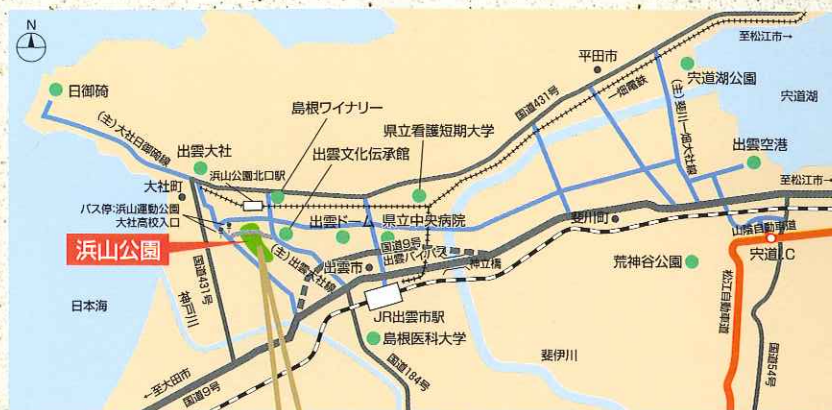 N
至松江市→
平田市
日御碕
宍道湖公園
宍道湖
一畑電鉄
国道431号
(主)斐川一畑大社線
島根ワイナリー
(主)大社日御碕線
県立看護短期大学
出雲大社
出雲文化伝承館
出雲空港
浜山公園北口駅
大社町
至松江市→
バス停:浜山運動公園
大社高校入口
出雲ドーム
県立中央病院
斐川町
山陰自動車道
浜山公園
国道9号
出雲バイパス
宍道I.C
(主)出雲大社線
出雲市
神立橋
荒神谷公園
国道431号
神戸川
日本海
JR出雲市駅
松江自動車道
島根医科大学
国道54号
斐伊川
←至大田市
国道9号
国道184号